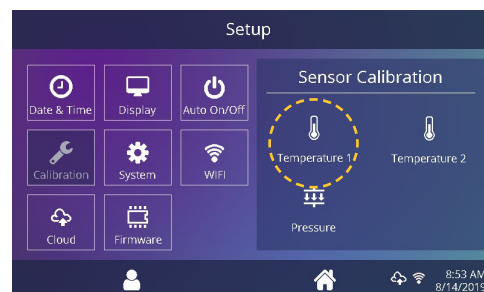 Setup
Date & Time
Display
Auto On/Off
Calibration
System
WIFI
Cloud
Firmware
Sensor Calibration
Temperature 1
Temperature 2
Pressure
8:53 AM
8/14/2019